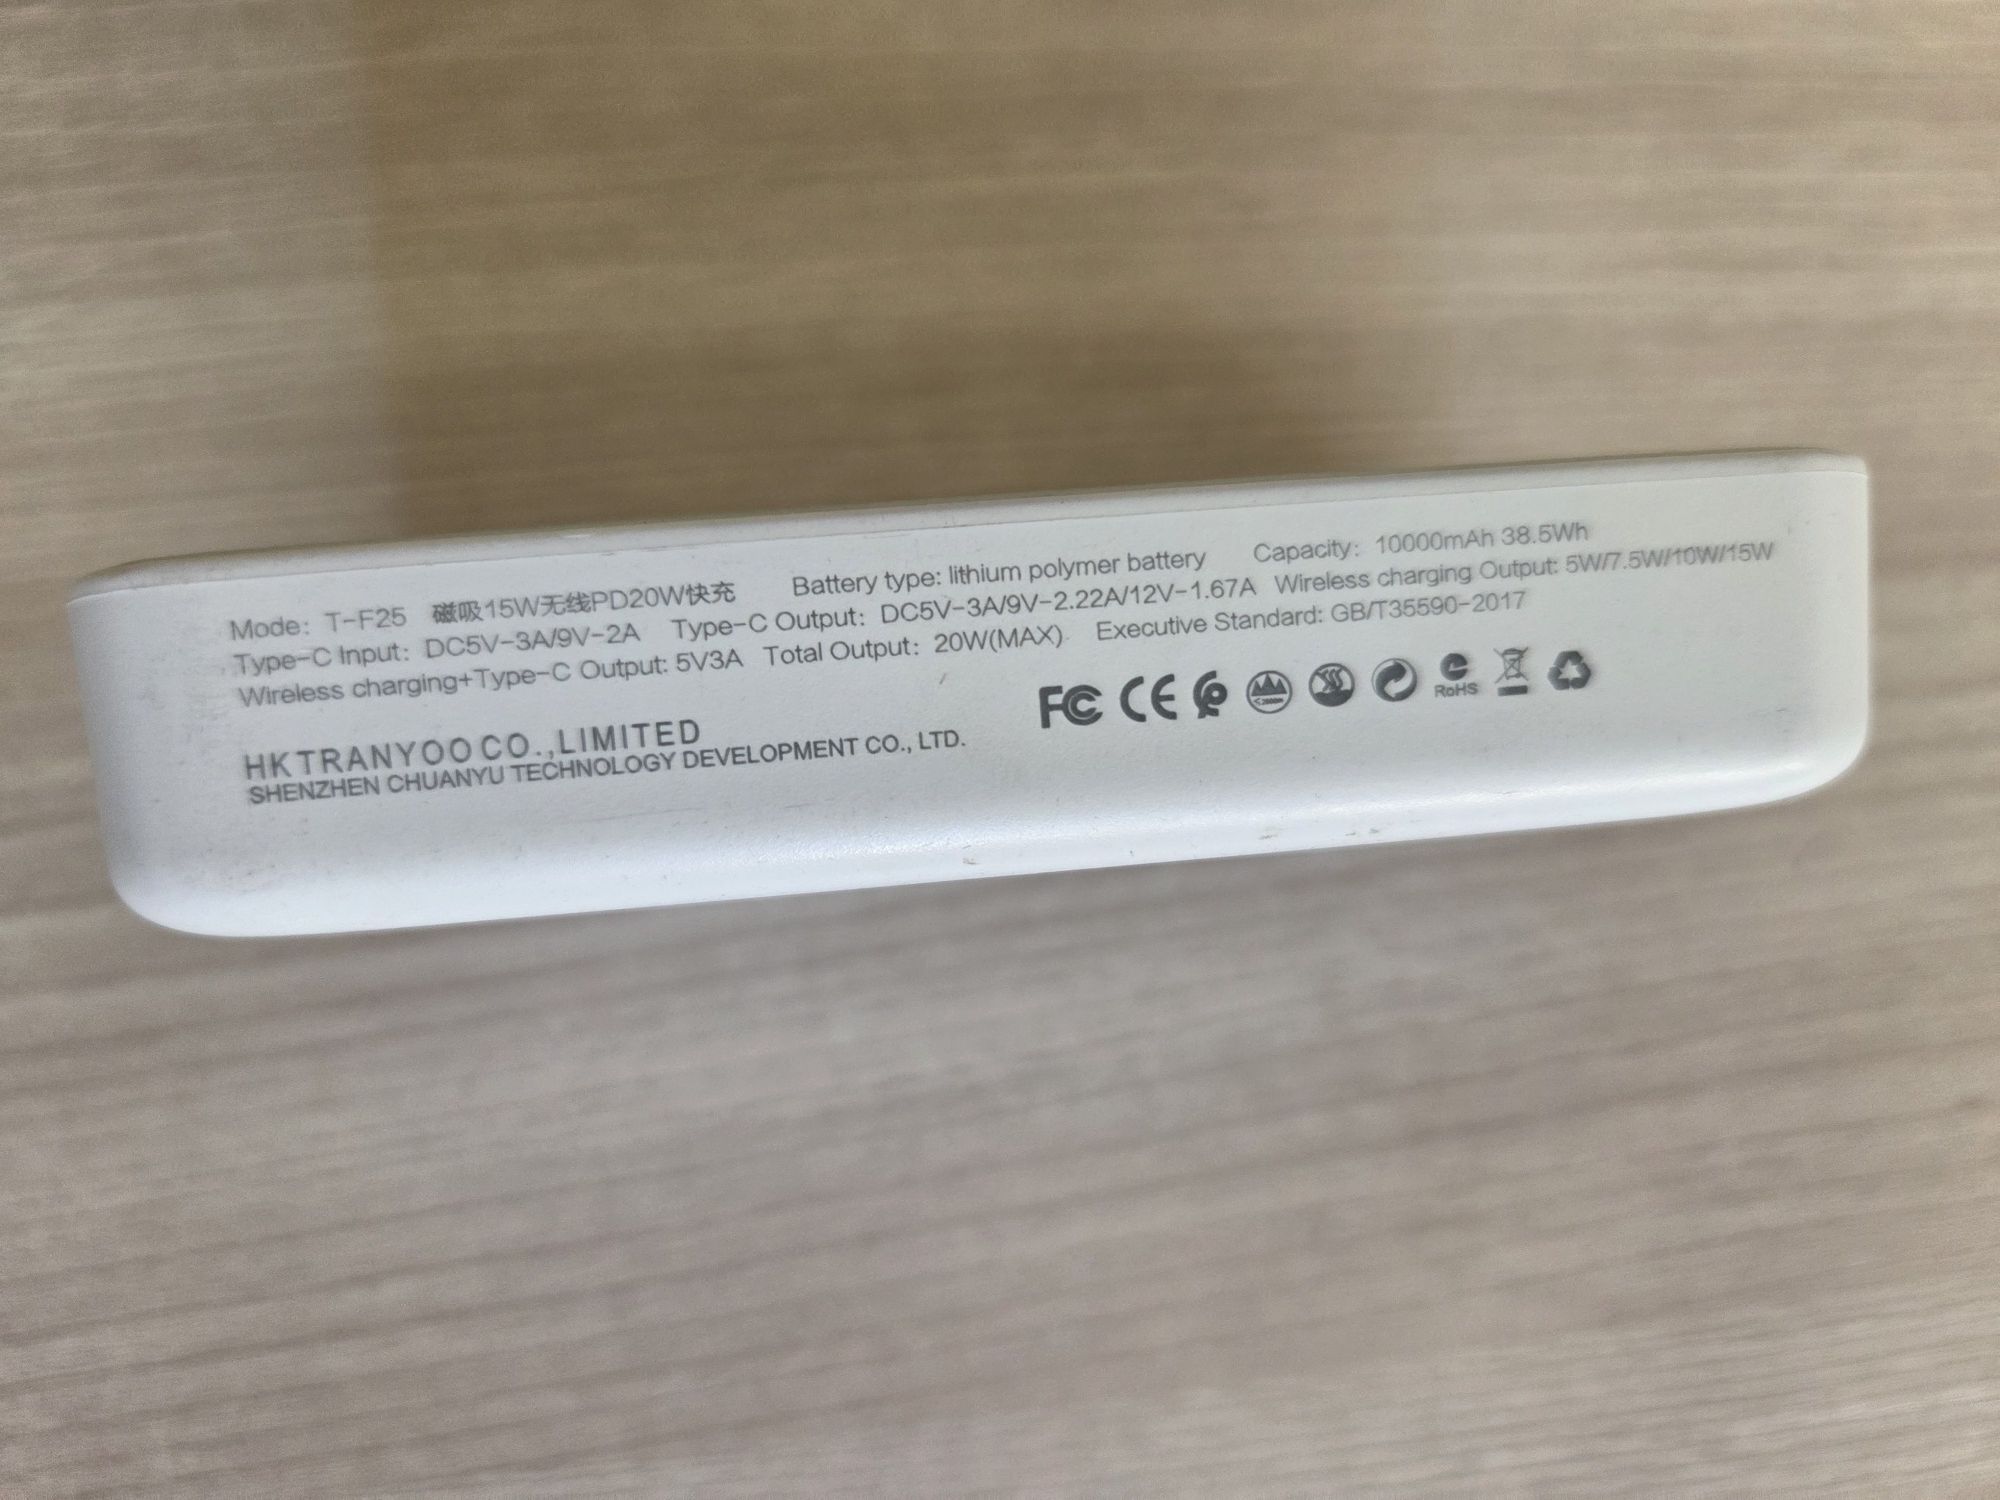 Mode: T-F25 磁吸15W无线PD20W快充 Battery type: lithium polymer battery Capacity: 10000mAh 38.5Wh
Type-C Input: DC5V-3A/9V-2A Type-C Output: DC5V-3A/9V-2.22A/12V-1.67A Wireless charging Output: 5W/7.5W/10W/15W
Wireless charging+Type-C Output: 5V3A Total Output: 20W(MAX) Executive Standard: GB/T35590-2017
FC CE RoHS
HKTRANYOO CO.,LIMITED
SHENZHEN CHUANYU TECHNOLOGY DEVELOPMENT CO., LTD.